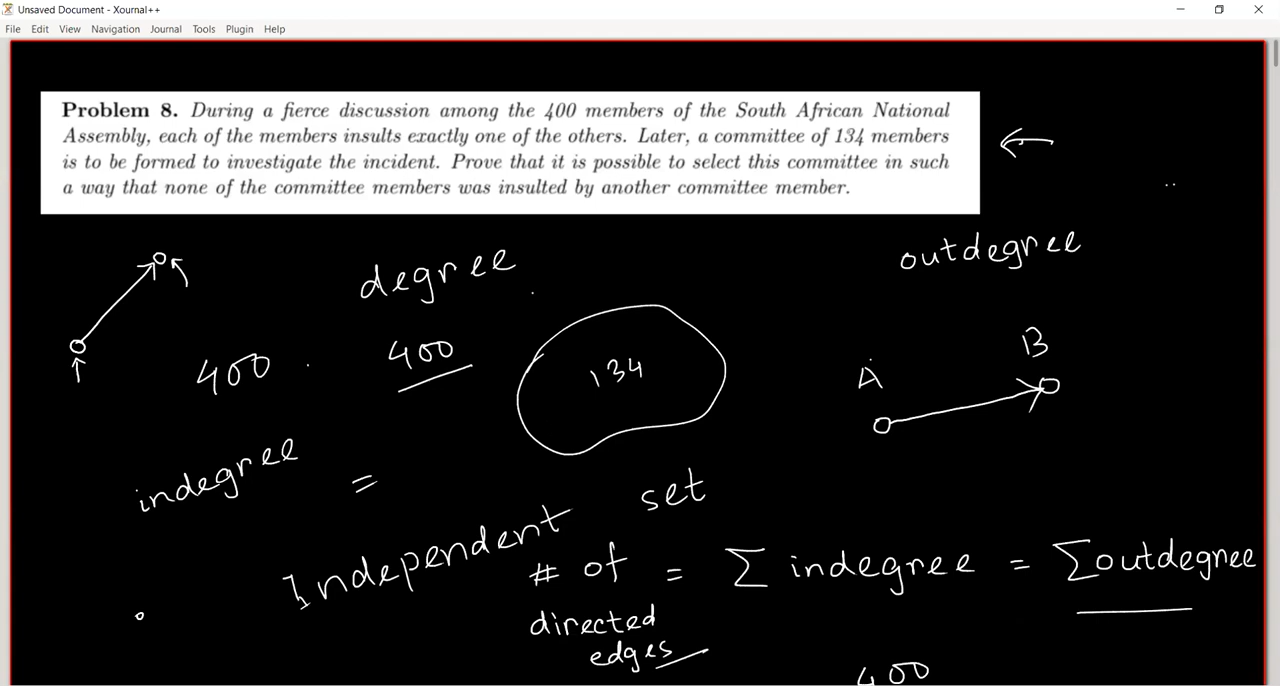 Unsaved Document - Xournal++
File Edit View Navigation Journal Tools Plugin Help
Problem 8. During a fierce discussion among the 400 members of the South African National
Assembly, each of the members insults exactly one of the others. Later, a committee of 134 members
is to be formed to investigate the incident. Prove that it is possible to select this committee in such
a way that none of the committee members was insulted by another committee member.
degree
outdegree
400
400
134
A
B
indegree
=
Independent set
# of = Σ indegree = Σ outdegree
directed
edges
400